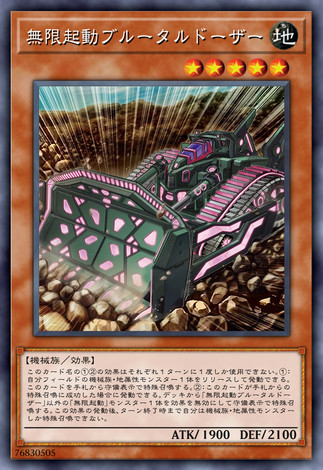 無限起動ブルータルドーザー
地
【機械族／効果】
このカード名の①②の効果はそれぞれ１ターンに１度しか使用できない。①：
自分フィールドの機械族・地属性モンスター１体をリリースして発動できる。
このカードを手札から守備表示で特殊召喚する。②：このカードが手札からの
特殊召喚に成功した場合に発動できる。デッキから「無限起動ブルータルドー
ザー」以外の「無限起動」モンスター１体を効果を無効にして守備表示で特殊召
喚する。この効果の発動後、ターン終了時まで自分は機械族モンスター
しか特殊召喚できない。
ATK/ 1900 DEF/2100
76830505